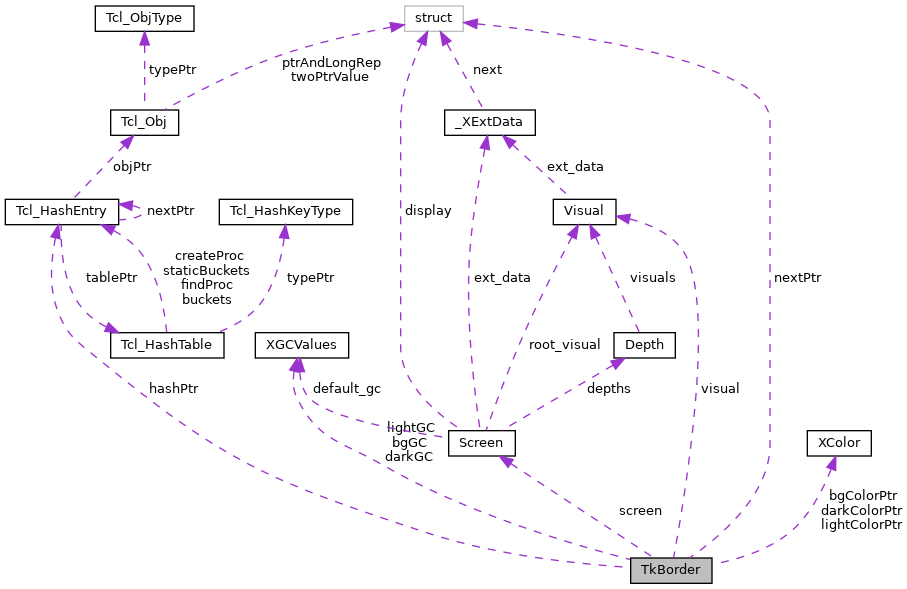 Tcl_ObjType
struct
typePtr
ptrAndLongRep
twoPtrValue
next
Tcl_Obj
_XExtData
objPtr
ext_data
Tcl_HashEntry
nextPtr
Tcl_HashKeyType
display
Visual
createProc
staticBuckets
findProc
buckets
tablePtr
typePtr
ext_data
visuals
nextPtr
Tcl_HashTable
XGCValues
root_visual
Depth
hashPtr
default_gc
depths
visual
lightGC
bgGC
darkGC
Screen
XColor
screen
bgColorPtr
darkColorPtr
lightColorPtr
TkBorder